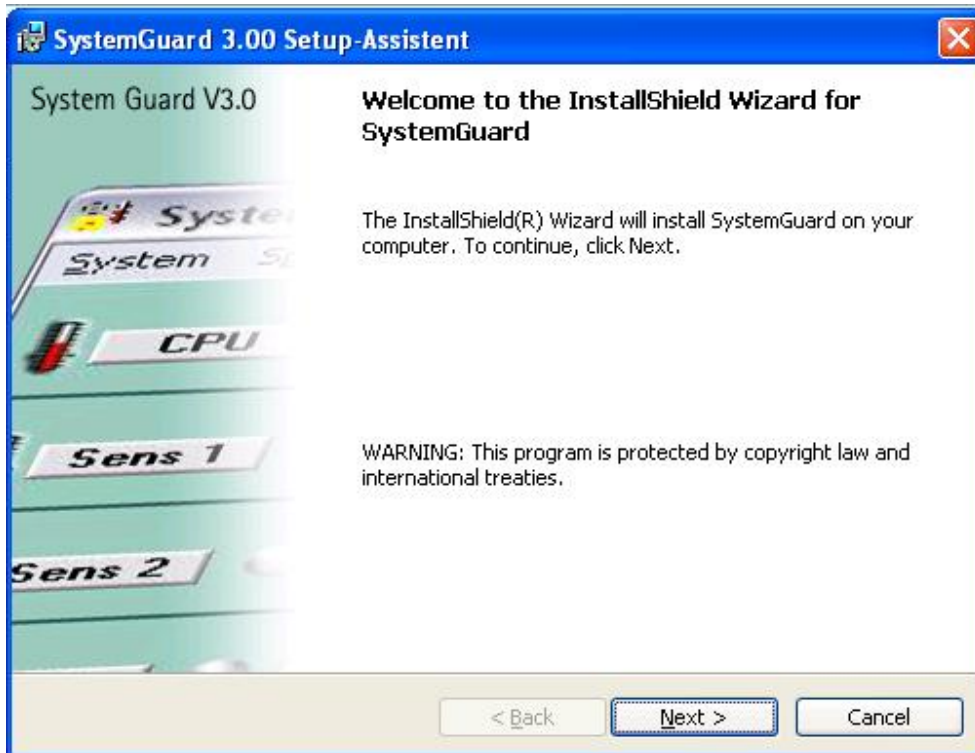 SystemGuard 3.00 Setup-Assistent
System Guard V3.0
Welcome to the InstallShield Wizard for
SystemGuard
The InstallShield(R) Wizard will install SystemGuard on your
computer. To continue, click Next.
WARNING: This program is protected by copyright law and
international treaties.
Syste
System
CPU
Sens 1
Sens 2
< Back
Next >
Cancel